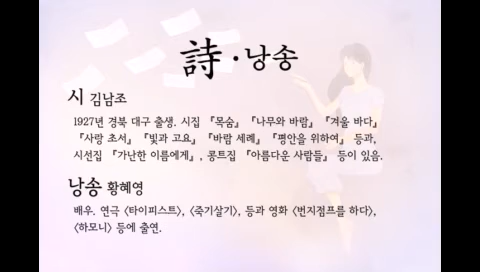 詩 · 낭송
시 김남조
1927년 경북 대구 출생. 시집 『목숨』 『나무와 바람』 『겨울 바다』
『사랑 초서』 『빛과 고요』 『바람 세례』 『평안을 위하여』 등과,
시선집 『가난한 이름에게』, 콩트집 『아름다운 사람들』 등이 있음.
낭송 황혜영
배우. 연극 <타이피스트>, <죽기살기>, 등과 영화 <번지점프를 하다>,
<하모니> 등에 출연.